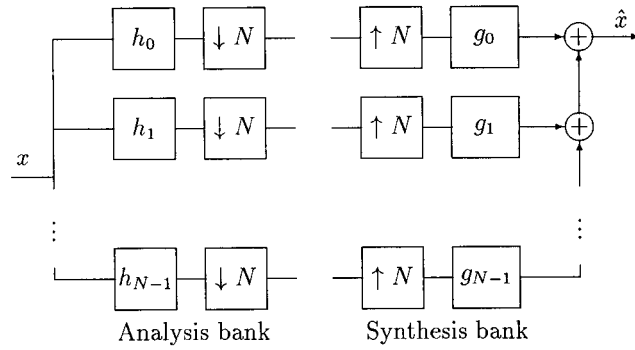 h₀ ↓ N ↑ N g₀ + x̂
h₁ ↓ N ↑ N g₁ +
x
⋮ ⋮
h_{N−1} ↓ N ↑ N g_{N−1}
Analysis bank Synthesis bank